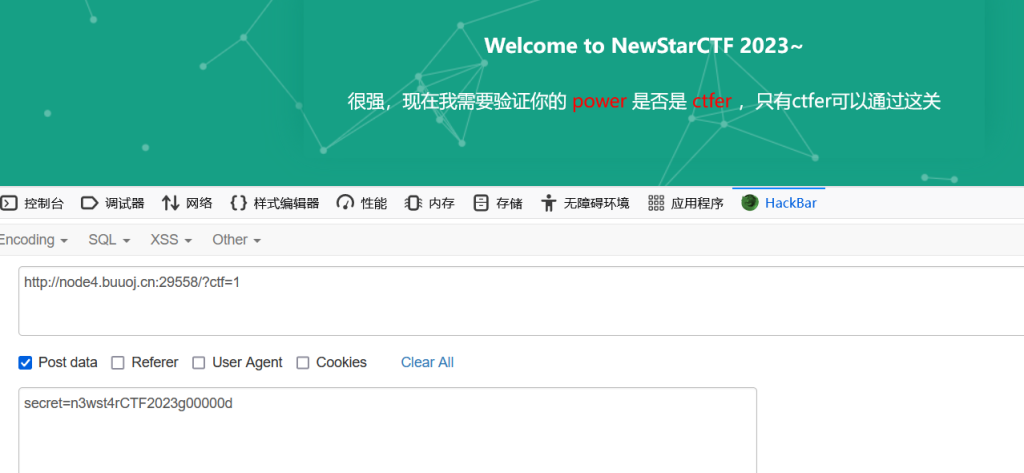 Welcome to NewStarCTF 2023~
很强，现在我需要验证你的 power 是否是 ctfer ，只有ctfer可以通过这关
控制台 调试器 网络 样式编辑器 性能 内存 存储 无障碍环境 应用程序 HackBar
Encoding SQL XSS Other
http://node4.buuoj.cn:29558/?ctf=1
Post data Referer User Agent Cookies Clear All
secret=n3wst4rCTF2023g00000d